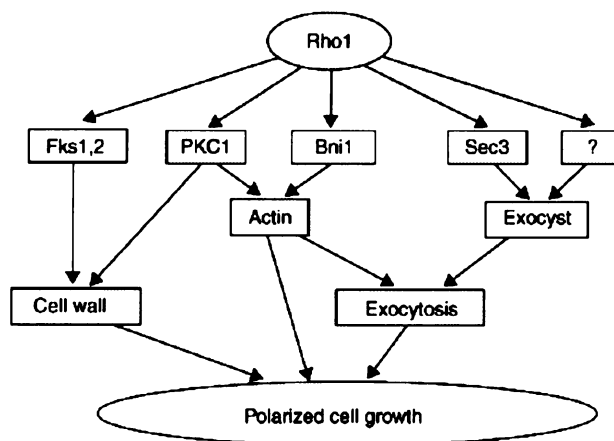 Rho1
Fks1,2
PKC1
Bni1
Sec3
?
Actin
Exocyst
Cell wall
Exocytosis
Polarized cell growth